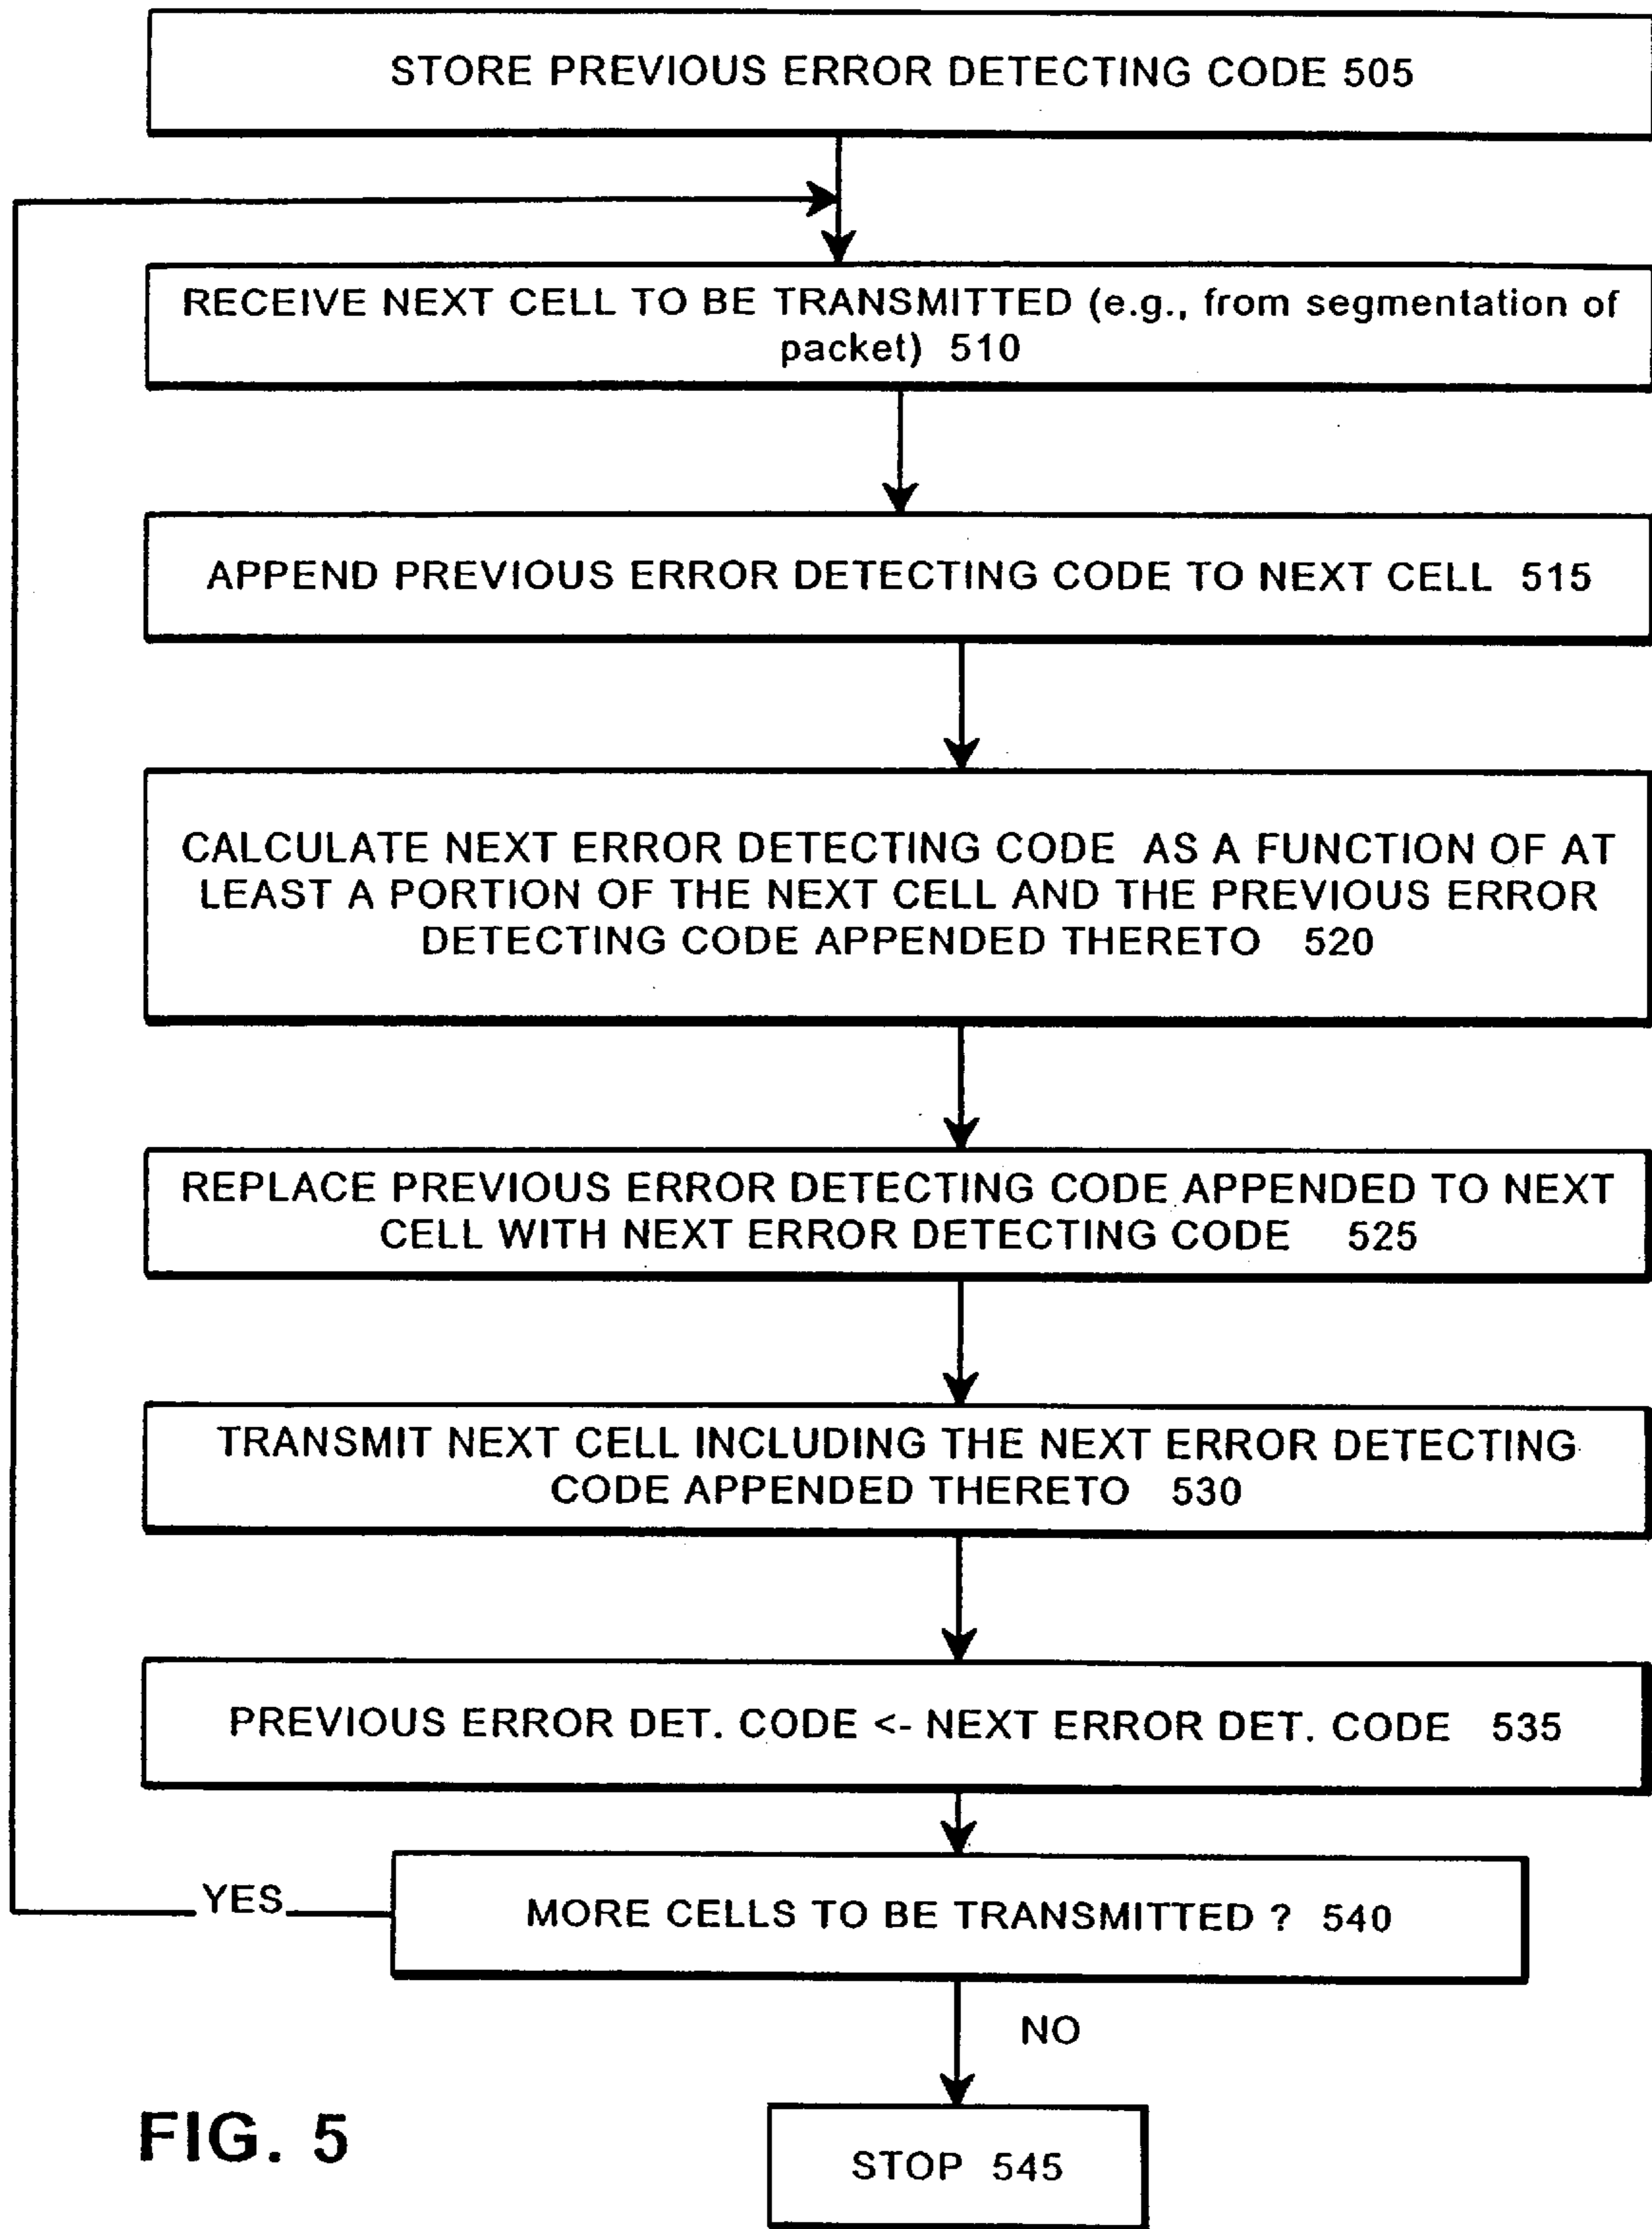 STORE PREVIOUS ERROR DETECTING CODE 505
RECEIVE NEXT CELL TO BE TRANSMITTED (e.g., from segmentation of
packet) 510
APPEND PREVIOUS ERROR DETECTING CODE TO NEXT CELL 515
CALCULATE NEXT ERROR DETECTING CODE AS A FUNCTION OF AT
LEAST A PORTION OF THE NEXT CELL AND THE PREVIOUS ERROR
DETECTING CODE APPENDED THERETO 520
REPLACE PREVIOUS ERROR DETECTING CODE APPENDED TO NEXT
CELL WITH NEXT ERROR DETECTING CODE 525
TRANSMIT NEXT CELL INCLUDING THE NEXT ERROR DETECTING
CODE APPENDED THERETO 530
PREVIOUS ERROR DET. CODE <- NEXT ERROR DET. CODE 535
YES
MORE CELLS TO BE TRANSMITTED ? 540
NO
STOP 545
FIG. 5